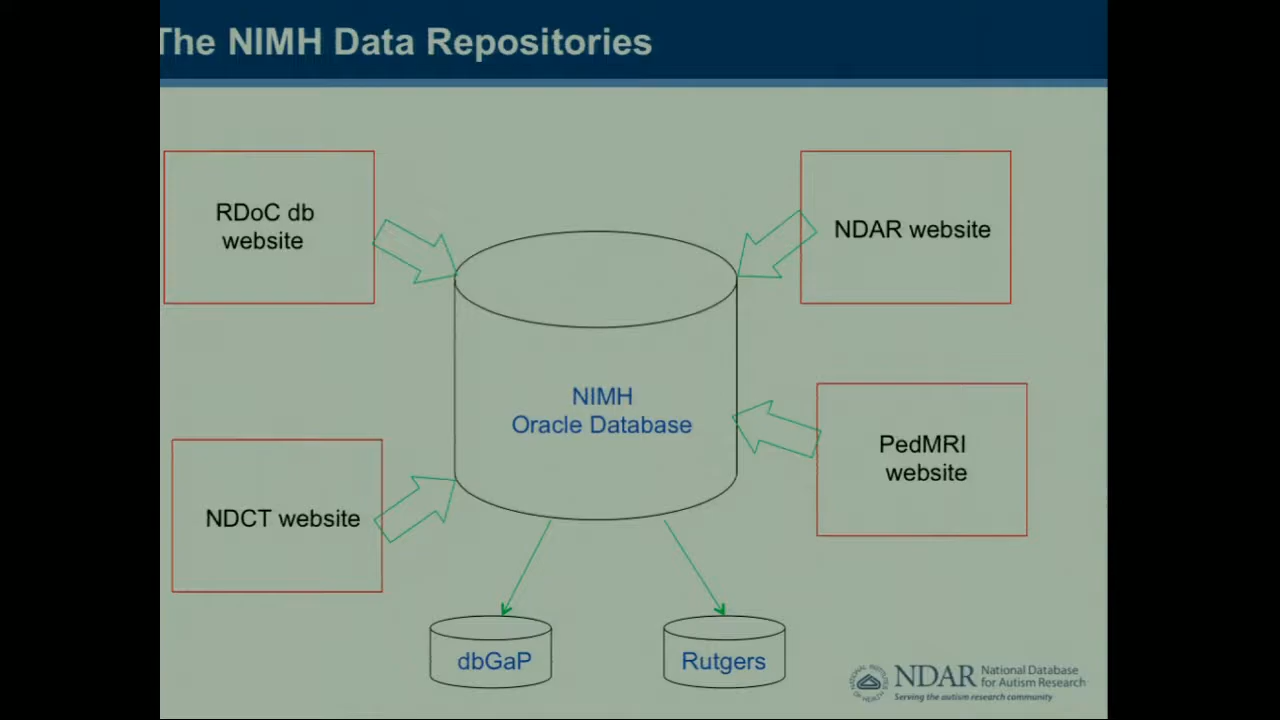 The NIMH Data Repositories
RDoC db
website
NDAR website
NIMH
Oracle Database
PedMRI
website
NDCT website
dbGaP
Rutgers
NDAR National Database
for Autism Research
Serving the autism research community